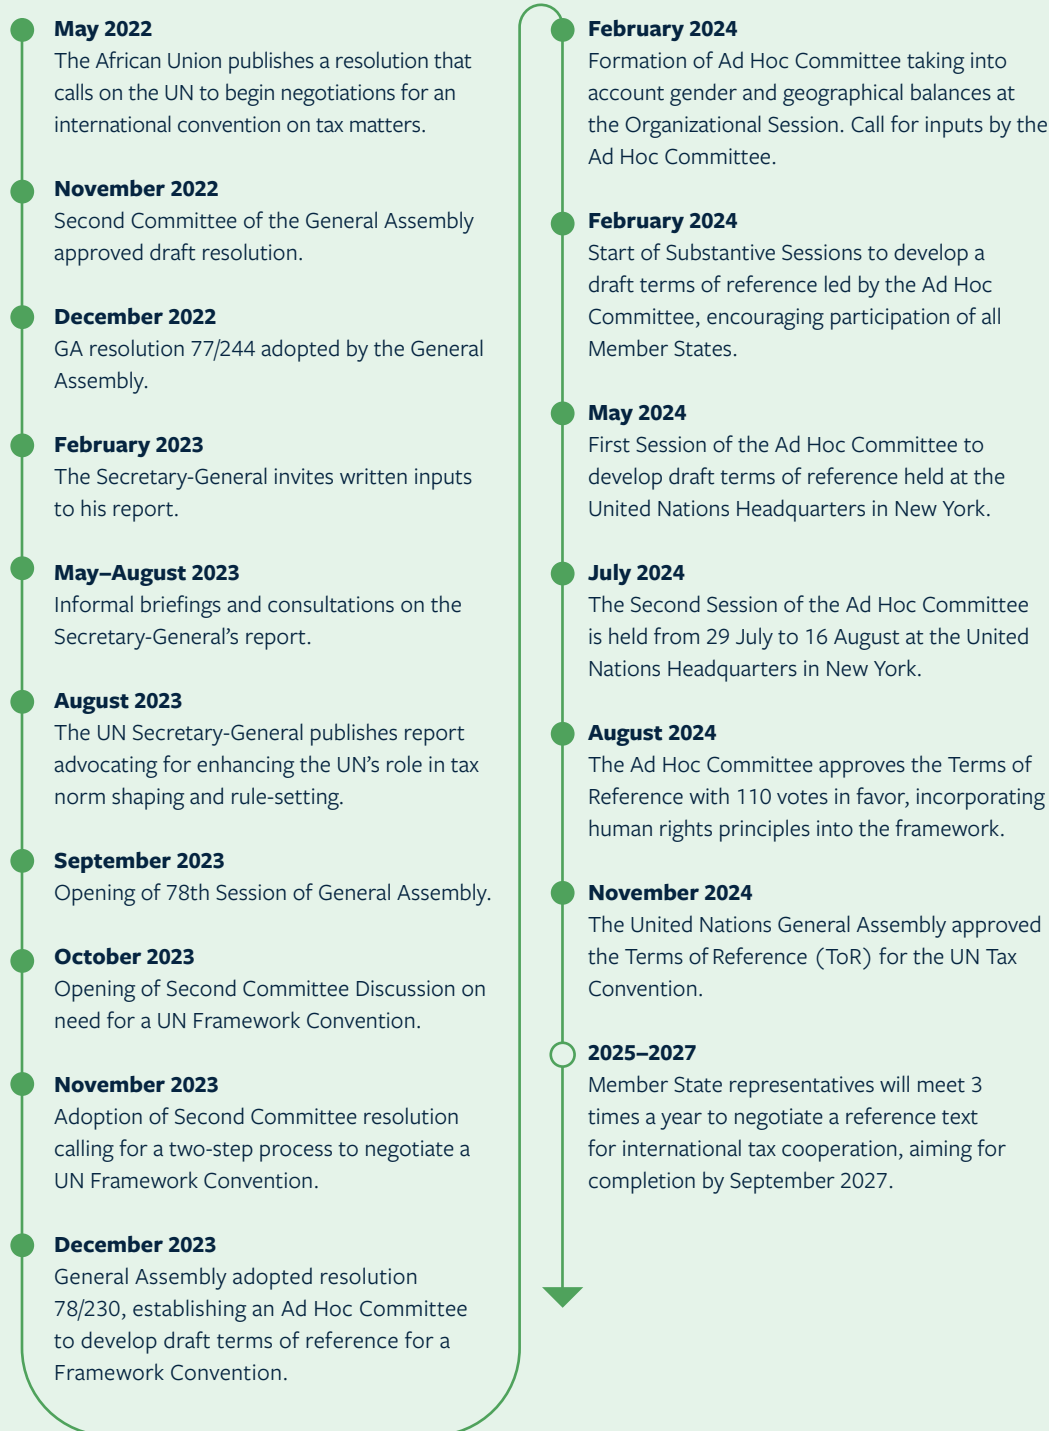 May 2022
The African Union publishes a resolution that
calls on the UN to begin negotiations for an
international convention on tax matters.
November 2022
Second Committee of the General Assembly
approved draft resolution.
December 2022
GA resolution 77/244 adopted by the General
Assembly.
February 2023
The Secretary-General invites written inputs
to his report.
May–August 2023
Informal briefings and consultations on the
Secretary-General’s report.
August 2023
The UN Secretary-General publishes report
advocating for enhancing the UN’s role in tax
norm shaping and rule-setting.
September 2023
Opening of 78th Session of General Assembly.
October 2023
Opening of Second Committee Discussion on
need for a UN Framework Convention.
November 2023
Adoption of Second Committee resolution
calling for a two-step process to negotiate a
UN Framework Convention.
December 2023
General Assembly adopted resolution
78/230, establishing an Ad Hoc Committee
to develop draft terms of reference for a
Framework Convention.
February 2024
Formation of Ad Hoc Committee taking into
account gender and geographical balances at
the Organizational Session. Call for inputs by the
Ad Hoc Committee.
February 2024
Start of Substantive Sessions to develop a
draft terms of reference led by the Ad Hoc
Committee, encouraging participation of all
Member States.
May 2024
First Session of the Ad Hoc Committee to
develop draft terms of reference held at the
United Nations Headquarters in New York.
July 2024
The Second Session of the Ad Hoc Committee
is held from 29 July to 16 August at the United
Nations Headquarters in New York.
August 2024
The Ad Hoc Committee approves the Terms of
Reference with 110 votes in favor, incorporating
human rights principles into the framework.
November 2024
The United Nations General Assembly approved
the Terms of Reference (ToR) for the UN Tax
Convention.
2025–2027
Member State representatives will meet 3
times a year to negotiate a reference text
for international tax cooperation, aiming for
completion by September 2027.